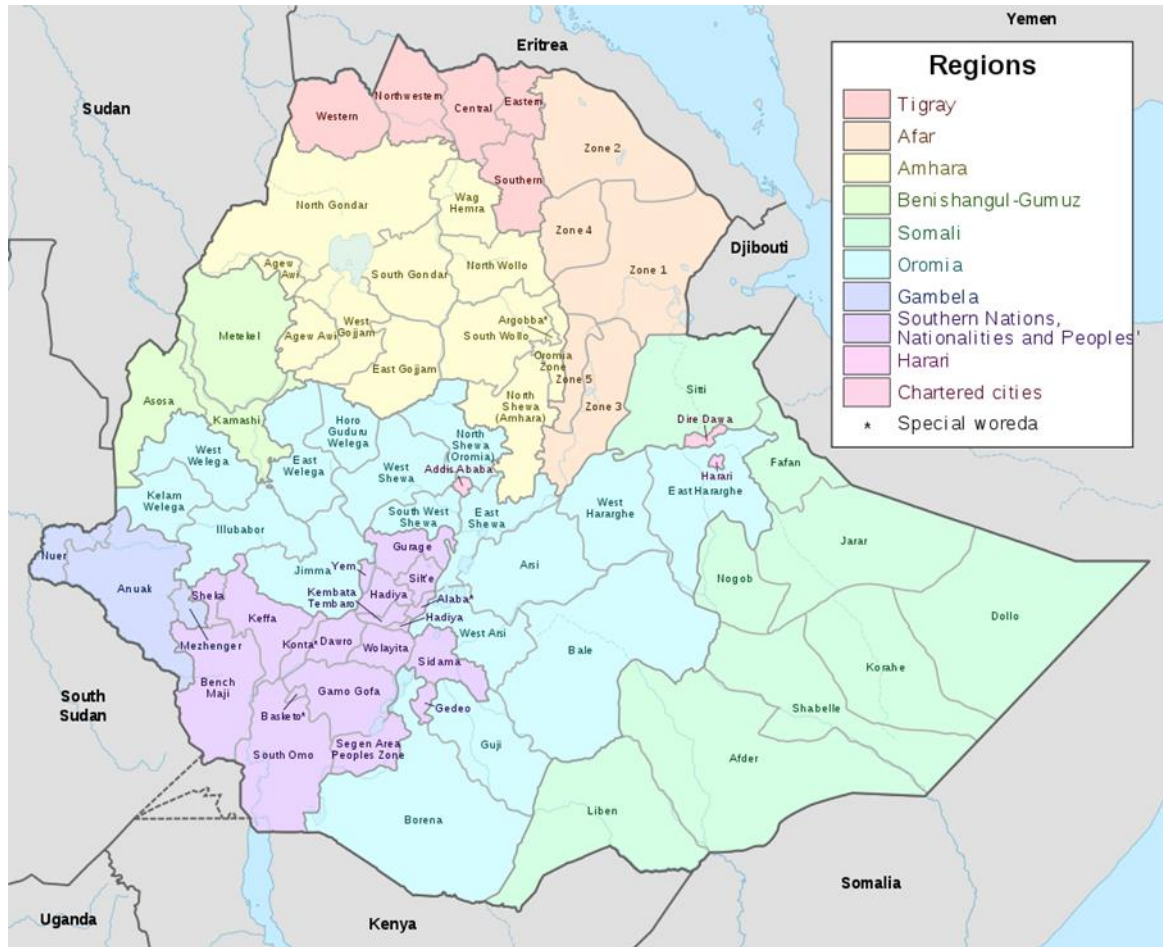 Yemen
Eritrea
Sudan
Regions
Tigray
Afar
Amhara
Benishangul-Gumuz
Somali
Oromia
Gambela
Southern Nations,
Nationalities and Peoples'
Harari
Chartered cities
* Special woreda
Northwestern
Western
Central
Eastern
Zone 2
Southern
North Gondar
Wag
Hemra
Zone 4
Djibouti
Agew
Awi
South Gondar
North Wollo
Zone 1
Argobba*
West
Gojjam
Metekel
Agew Awi
South Wollo
Oromia
Zone
East Gojjam
Zone 5
Sitti
Asosa
North
Shewa
(Amhara)
Zone 3
Kamashi
Horo
Guduru
Welega
Dire Dawa
North
Shewa
(Oromia)
West
Welega
East
Welega
West
Shewa
Addis Ababa
Fafan
Harari
East Hararghe
Kelam
Welega
West
Hararghe
South West
Shewa
East
Shewa
Illubabor
Gurage
Jarar
Nuer
Jimma
Yem
Arsi
Silt'e
Nogob
Anuak
Sheka
Kembata
Tembaro
Hadiya
Alaba*
Dollo
Keffa
Hadiya
West Arsi
Mezhenger
Konta*
Dawro
Wolayita
Bale
Sidama
Korahe
Bench
Maji
Gamo Gofa
South
Sudan
Gedeo
Shabelle
Basketo*
Guji
South Omo
Segen Area
Peoples Zone
Afder
Liben
Borena
Somalia
Uganda
Kenya